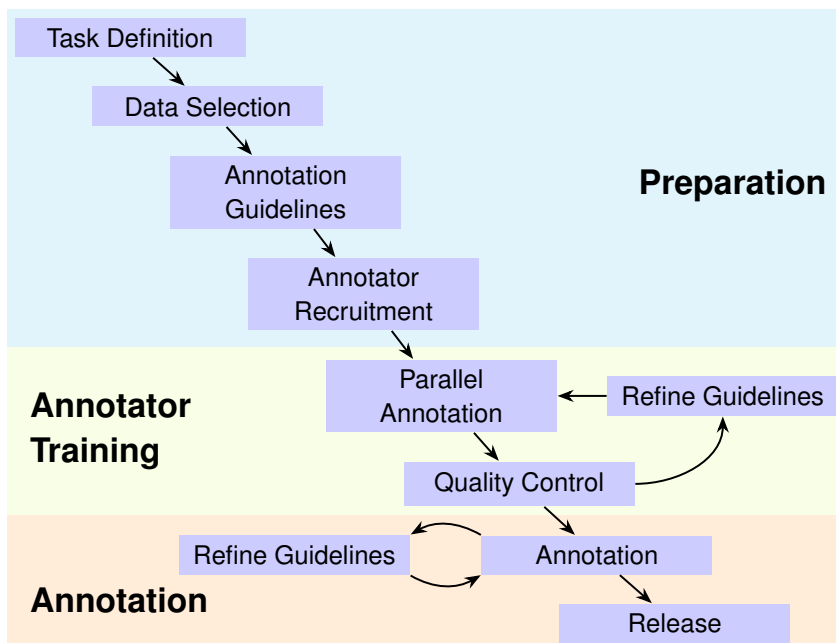 Task Definition
Data Selection
Annotation
Guidelines
Preparation
Annotator
Recruitment
Annotator
Training
Parallel
Annotation
Refine Guidelines
Quality Control
Refine Guidelines
Annotation
Annotation
Release